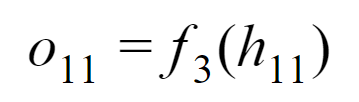 o₁₁ = f₃(h₁₁)